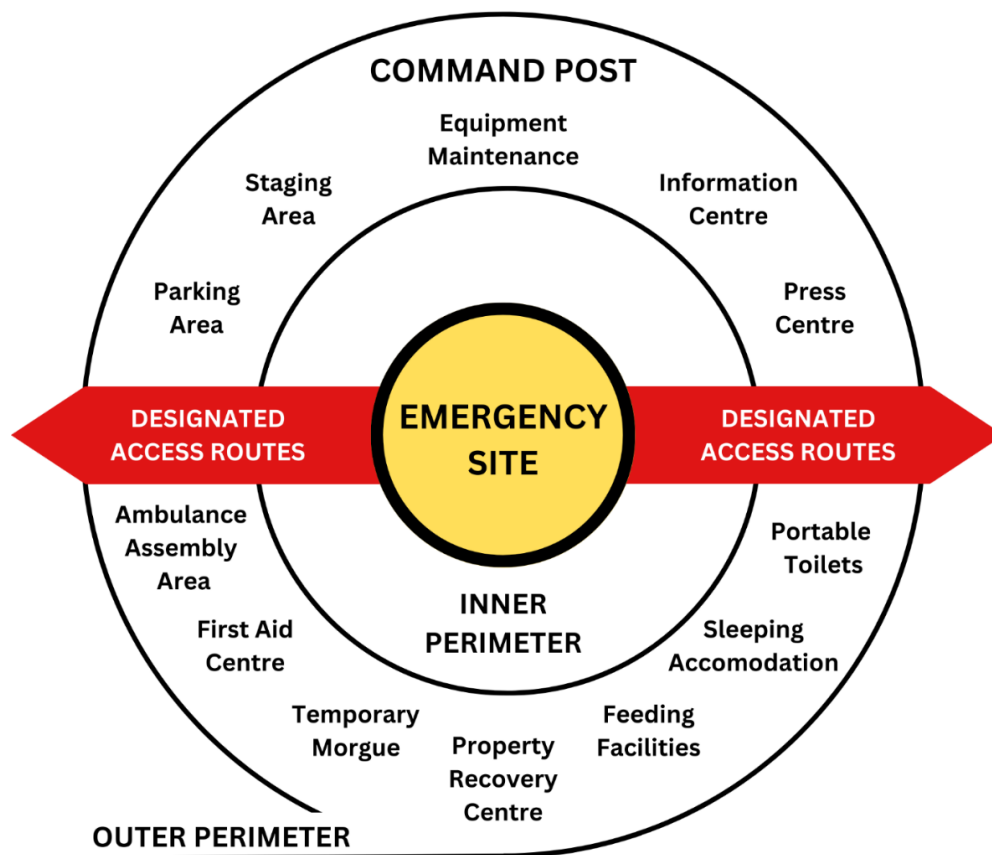 COMMAND POST
Equipment
Maintenance
Staging
Area
Information
Centre
Parking
Area
Press
Centre
DESIGNATED
ACCESS ROUTES
EMERGENCY
SITE
DESIGNATED
ACCESS ROUTES
Ambulance
Assembly
Area
Portable
Toilets
INNER
PERIMETER
First Aid
Centre
Sleeping
Accomodation
Temporary
Morgue
Property
Recovery
Centre
Feeding
Facilities
OUTER PERIMETER